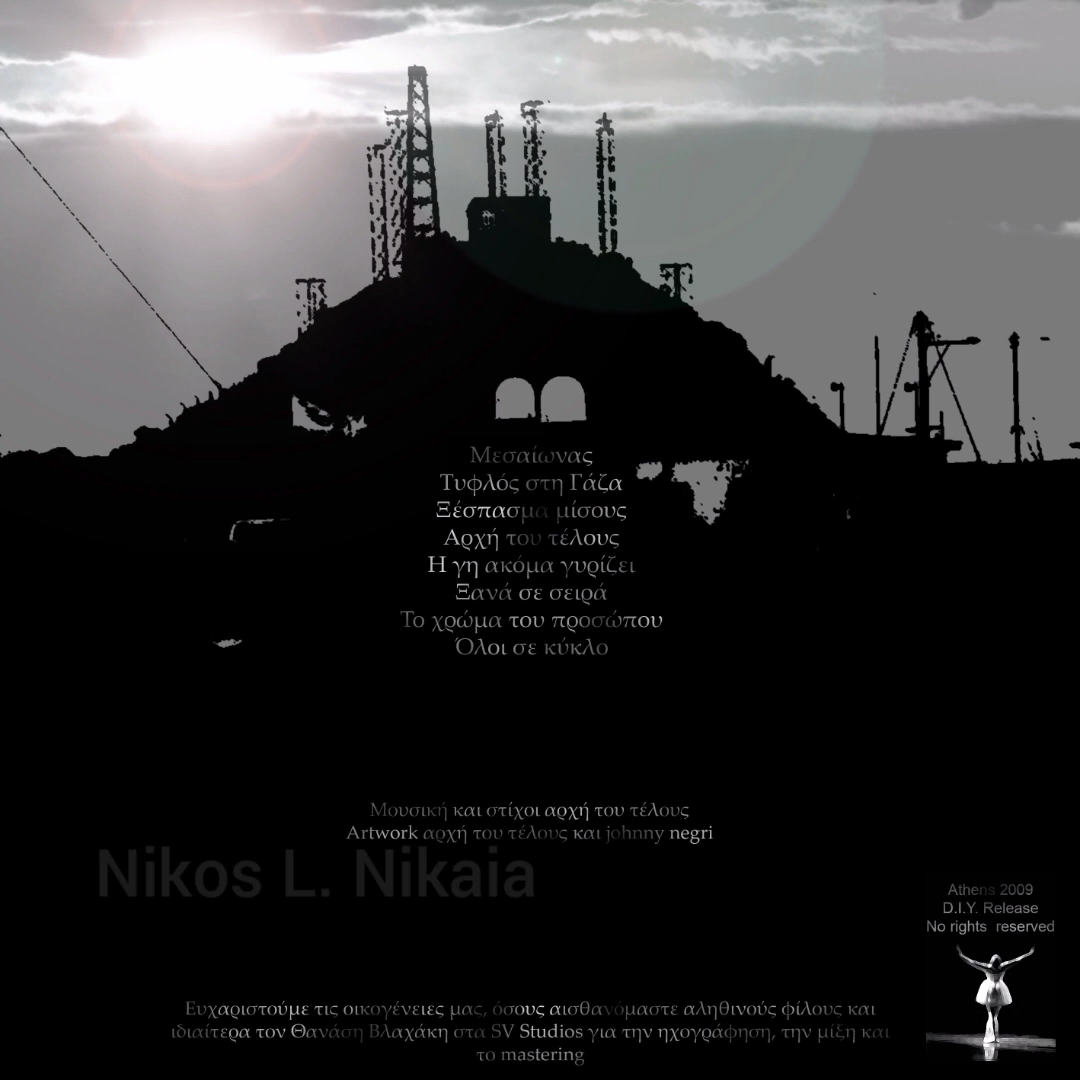 Μεσαίωνας
Τυφλός στη Γάζα
Ξέσπασμα μίσους
Αρχή του τέλους
Η γη ακόμα γυρίζει
Ξανά σε σειρά
Το χρώμα του προσώπου
Όλοι σε κύκλο
Μουσική και στίχοι αρχή του τέλους
Artwork αρχή του τέλους και johnny negri
Nikos L. Nikaia
Athens 2009
D.I.Y. Release
No rights reserved
Ευχαριστούμε τις οικογένειες μας, όσους αισθανόμαστε αληθινούς φίλους και
ιδιαίτερα τον Θανάση Βλαχάκη στα SV Studios για την ηχογράφηση, την μίξη και
το mastering